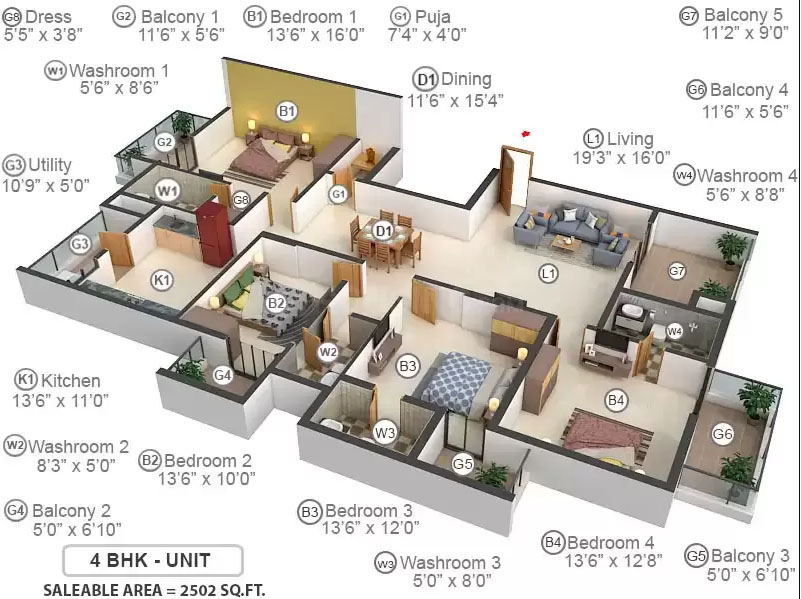 G8 Dress
5'5" x 3'8"
G2 Balcony 1
11'6" x 5'6"
B1 Bedroom 1
13'6" x 16'0"
G1 Puja
7'4" x 4'0"
G7 Balcony 5
11'2" x 9'0"
W1 Washroom 1
5'6" x 8'6"
D1 Dining
11'6" x 15'4"
G6 Balcony 4
11'6" x 5'6"
L1 Living
19'3" x 16'0"
G3 Utility
10'9" x 5'0"
W4 Washroom 4
5'6" x 8'8"
B1
G2
W1
G8
G1
D1
G3
K1
L1
G7
B2
W2
W4
G4
B3
B4
W3
G5
G6
K1 Kitchen
13'6" x 11'0"
W2 Washroom 2
8'3" x 5'0"
B2 Bedroom 2
13'6" x 10'0"
G4 Balcony 2
5'0" x 6'10"
B3 Bedroom 3
13'6" x 12'0"
B4 Bedroom 4
13'6" x 12'8"
W3 Washroom 3
5'0" x 8'0"
G5 Balcony 3
5'0" x 6'10"
4 BHK - UNIT
SALEABLE AREA = 2502 SQ.FT.